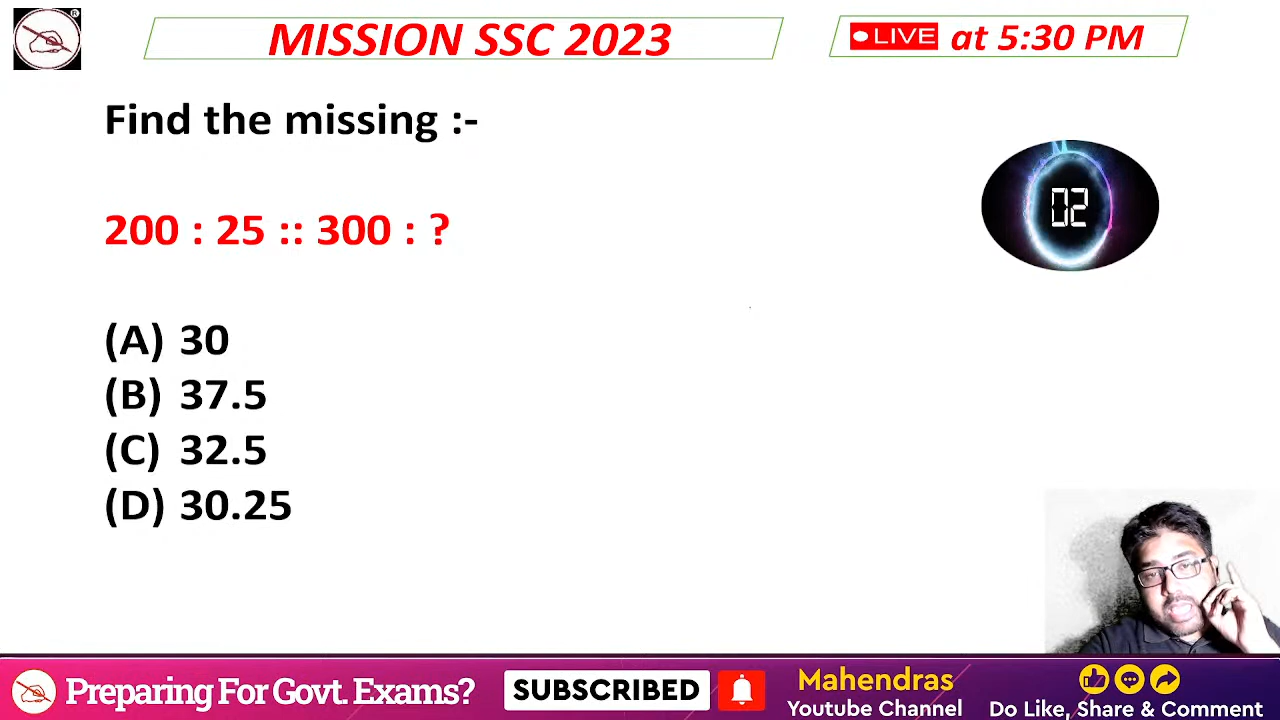 MISSION SSC 2023
LIVE at 5:30 PM
®
Find the missing :-
02
200 : 25 :: 300 : ?
(A) 30
(B) 37.5
(C) 32.5
(D) 30.25
Preparing For Govt. Exams?
SUBSCRIBED
Mahendras
Youtube Channel
Do Like, Share & Comment